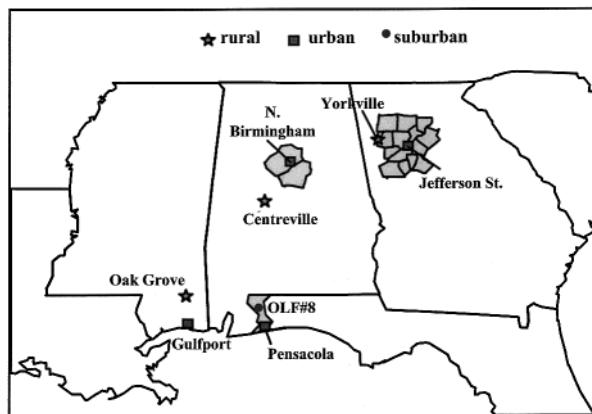 rural urban suburban
N.
Birmingham
Yorkville
Jefferson St.
Centreville
Oak Grove
OLF#8
Gulfport
Pensacola